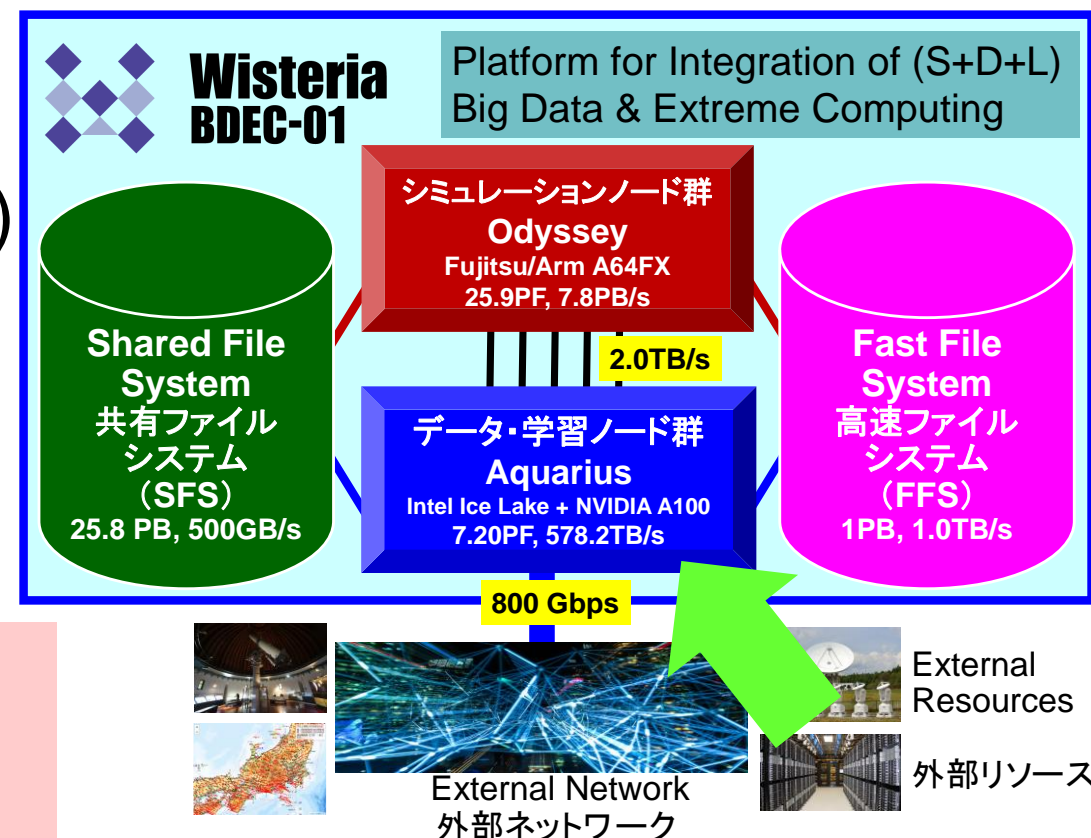 Wisteria
BDEC-01
Platform for Integration of (S+D+L)
Big Data & Extreme Computing
)
シミュレーションノード群
Odyssey
Fujitsu/Arm A64FX
25.9PF, 7.8PB/s
2.0TB/s
Shared File
System
共有ファイル
システム
（SFS）
25.8 PB, 500GB/s
データ・学習ノード群
Aquarius
Intel Ice Lake + NVIDIA A100
7.20PF, 578.2TB/s
Fast File
System
高速ファイル
システム
（FFS）
1PB, 1.0TB/s
800 Gbps
External
Resources
外部リソース
External Network
外部ネットワーク